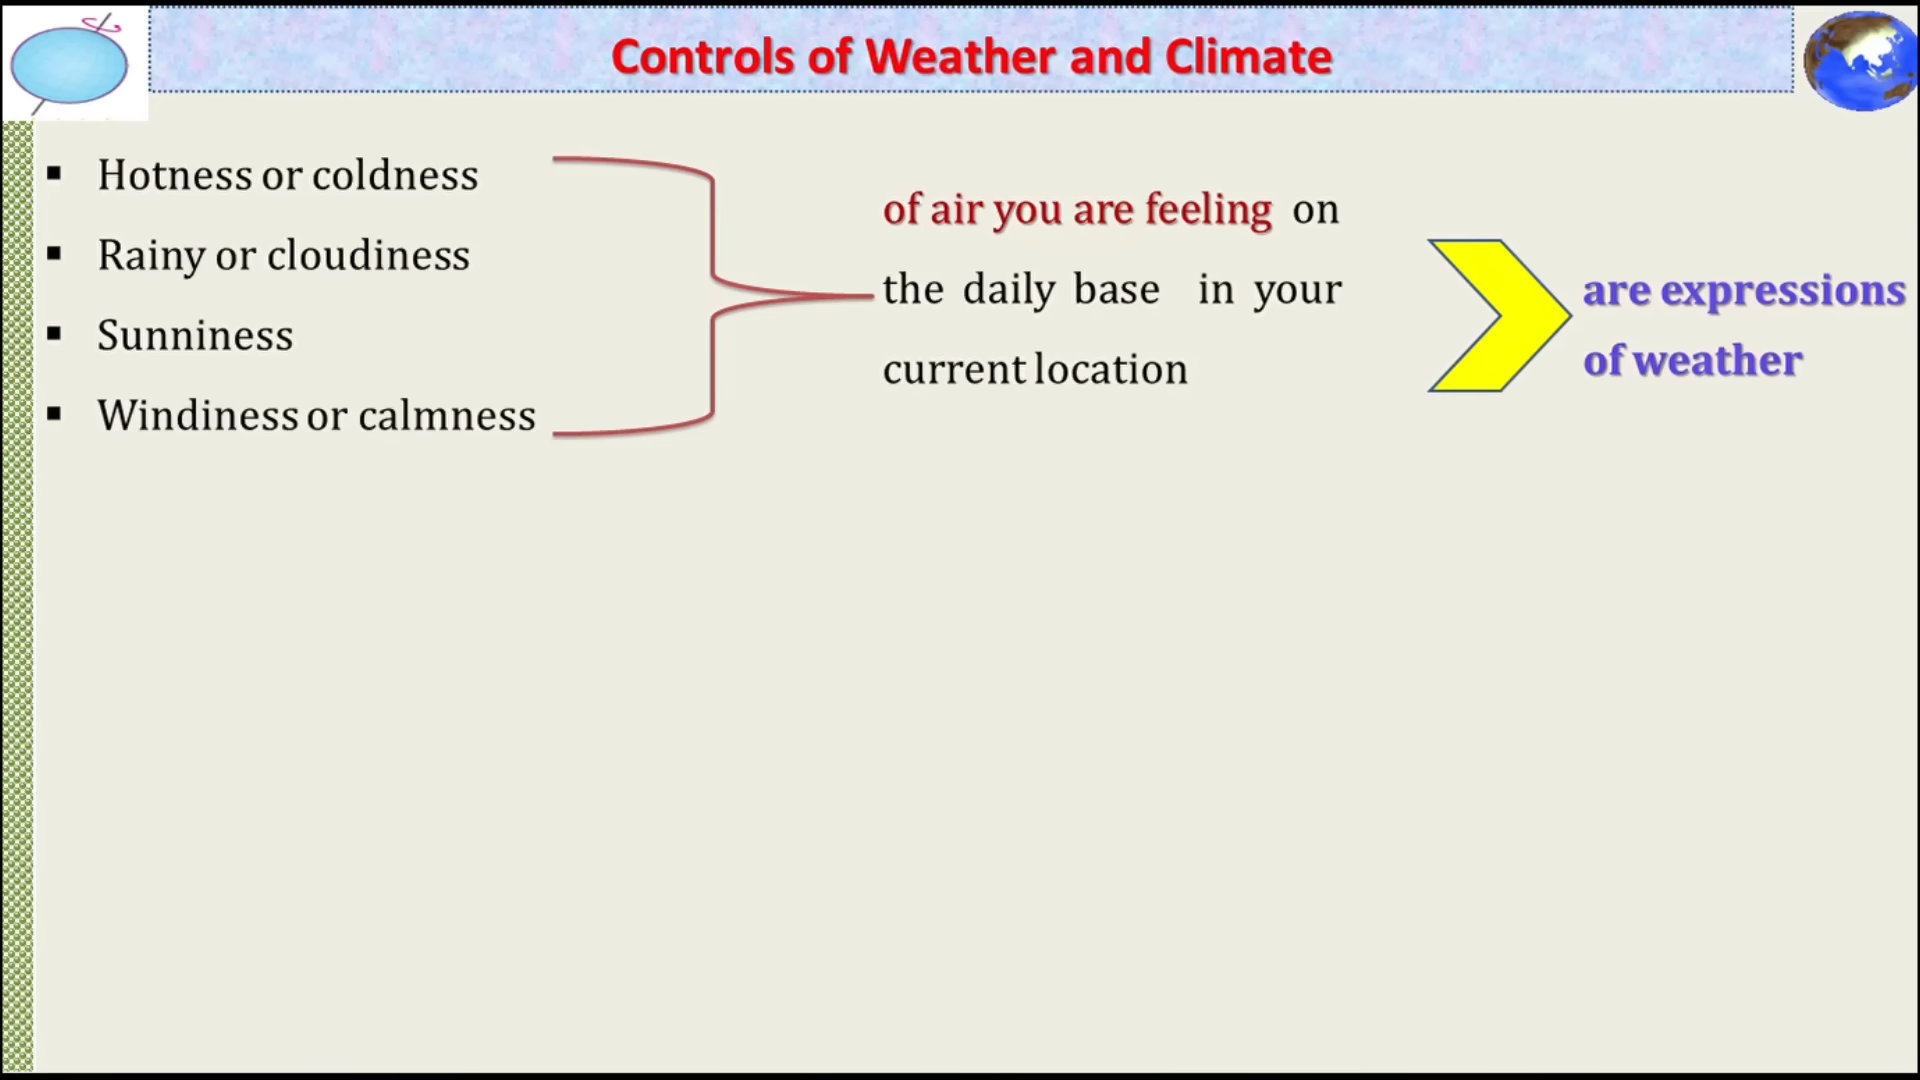 Controls of Weather and Climate
▪ Hotness or coldness
▪ Rainy or cloudiness
▪ Sunniness
▪ Windiness or calmness
of air you are feeling on
the daily base in your
current location
are expressions
of weather